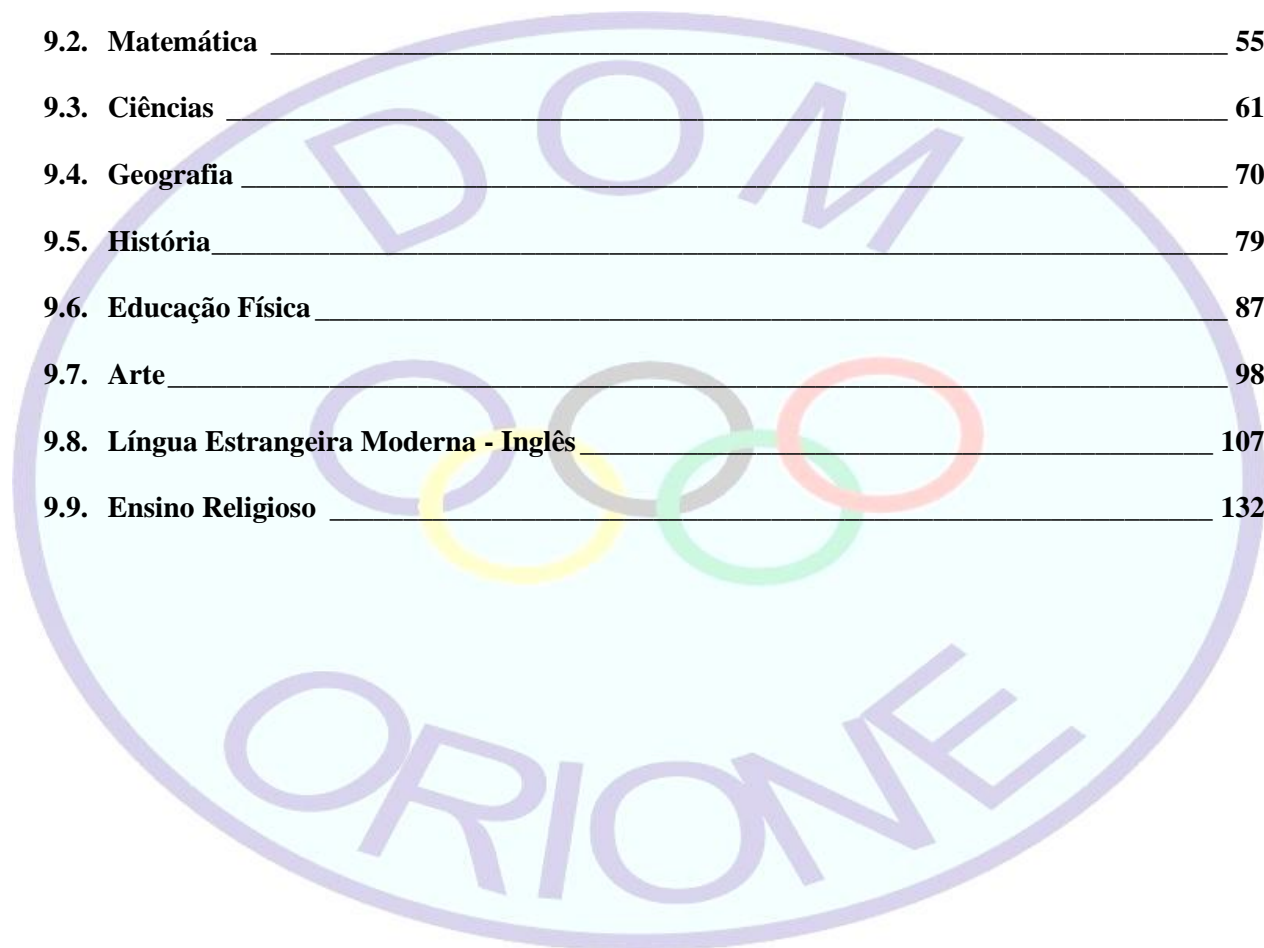 9.2. Matemática 55
9.3. Ciências 61
9.4. Geografia 70
9.5. História 79
9.6. Educação Física 87
9.7. Arte 98
9.8. Língua Estrangeira Moderna - Inglês 107
9.9. Ensino Religioso 132
DOM
ORIONE